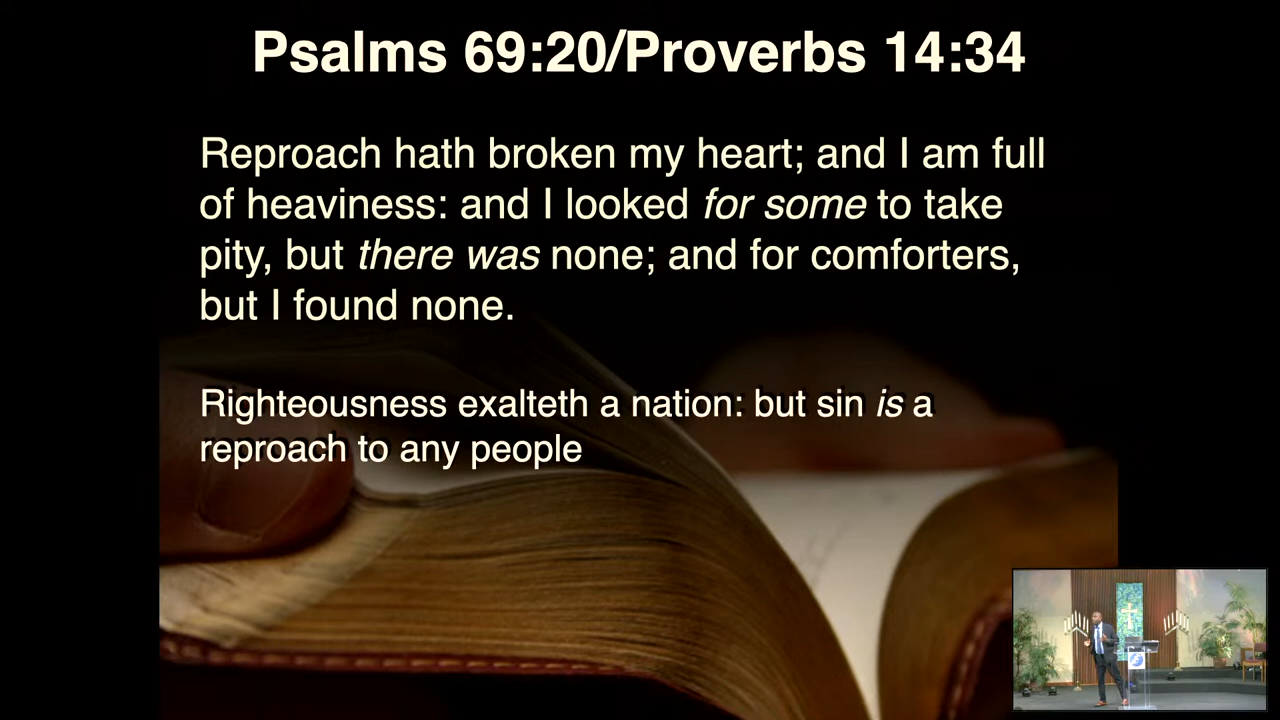 Psalms 69:20/Proverbs 14:34
Reproach hath broken my heart; and I am full
of heaviness: and I looked for some to take
pity, but there was none; and for comforters,
but I found none.
Righteousness exalteth a nation: but sin is a
reproach to any people